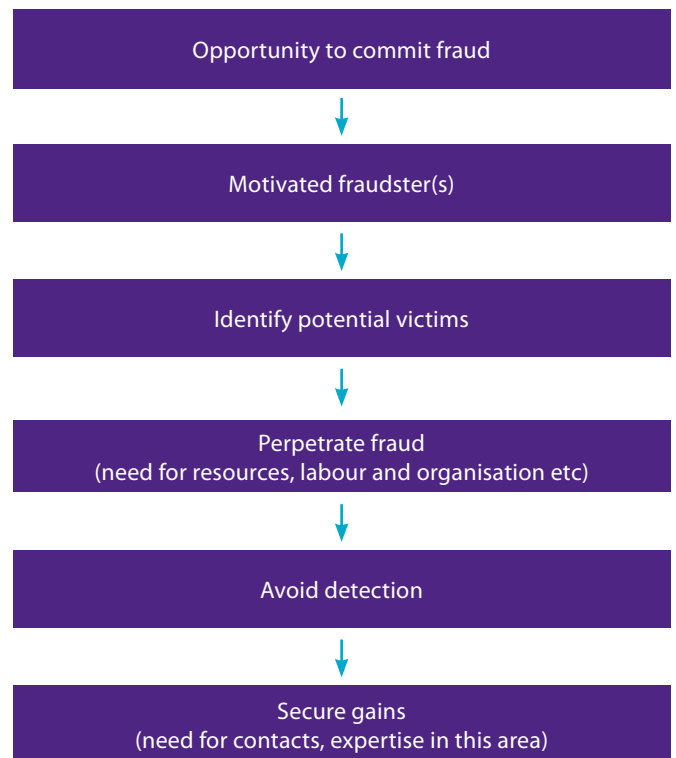 Opportunity to commit fraud
Motivated fraudster(s)
Identify potential victims
Perpetrate fraud
(need for resources, labour and organisation etc)
Avoid detection
Secure gains
(need for contacts, expertise in this area)